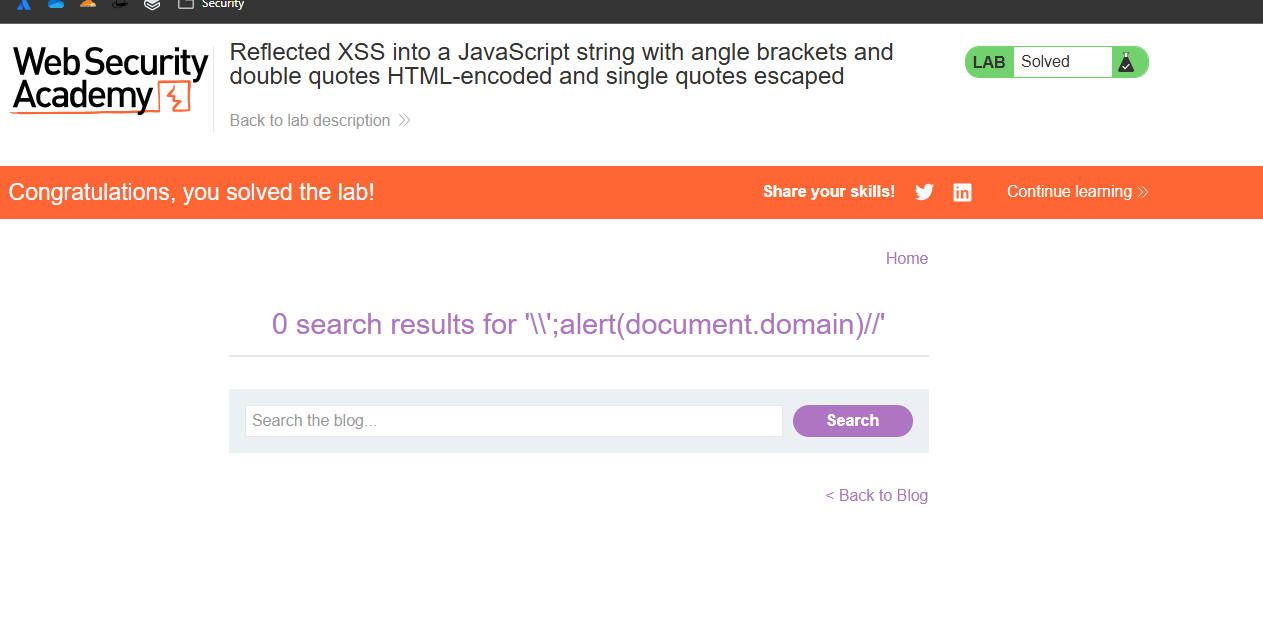 Security
Web Security
Academy
Reflected XSS into a JavaScript string with angle brackets and
double quotes HTML-encoded and single quotes escaped
Back to lab description
LAB Solved
Congratulations, you solved the lab!
Share your skills!
Continue learning
Home
0 search results for '\\';alert(document.domain)//'
Search the blog...
Search
< Back to Blog